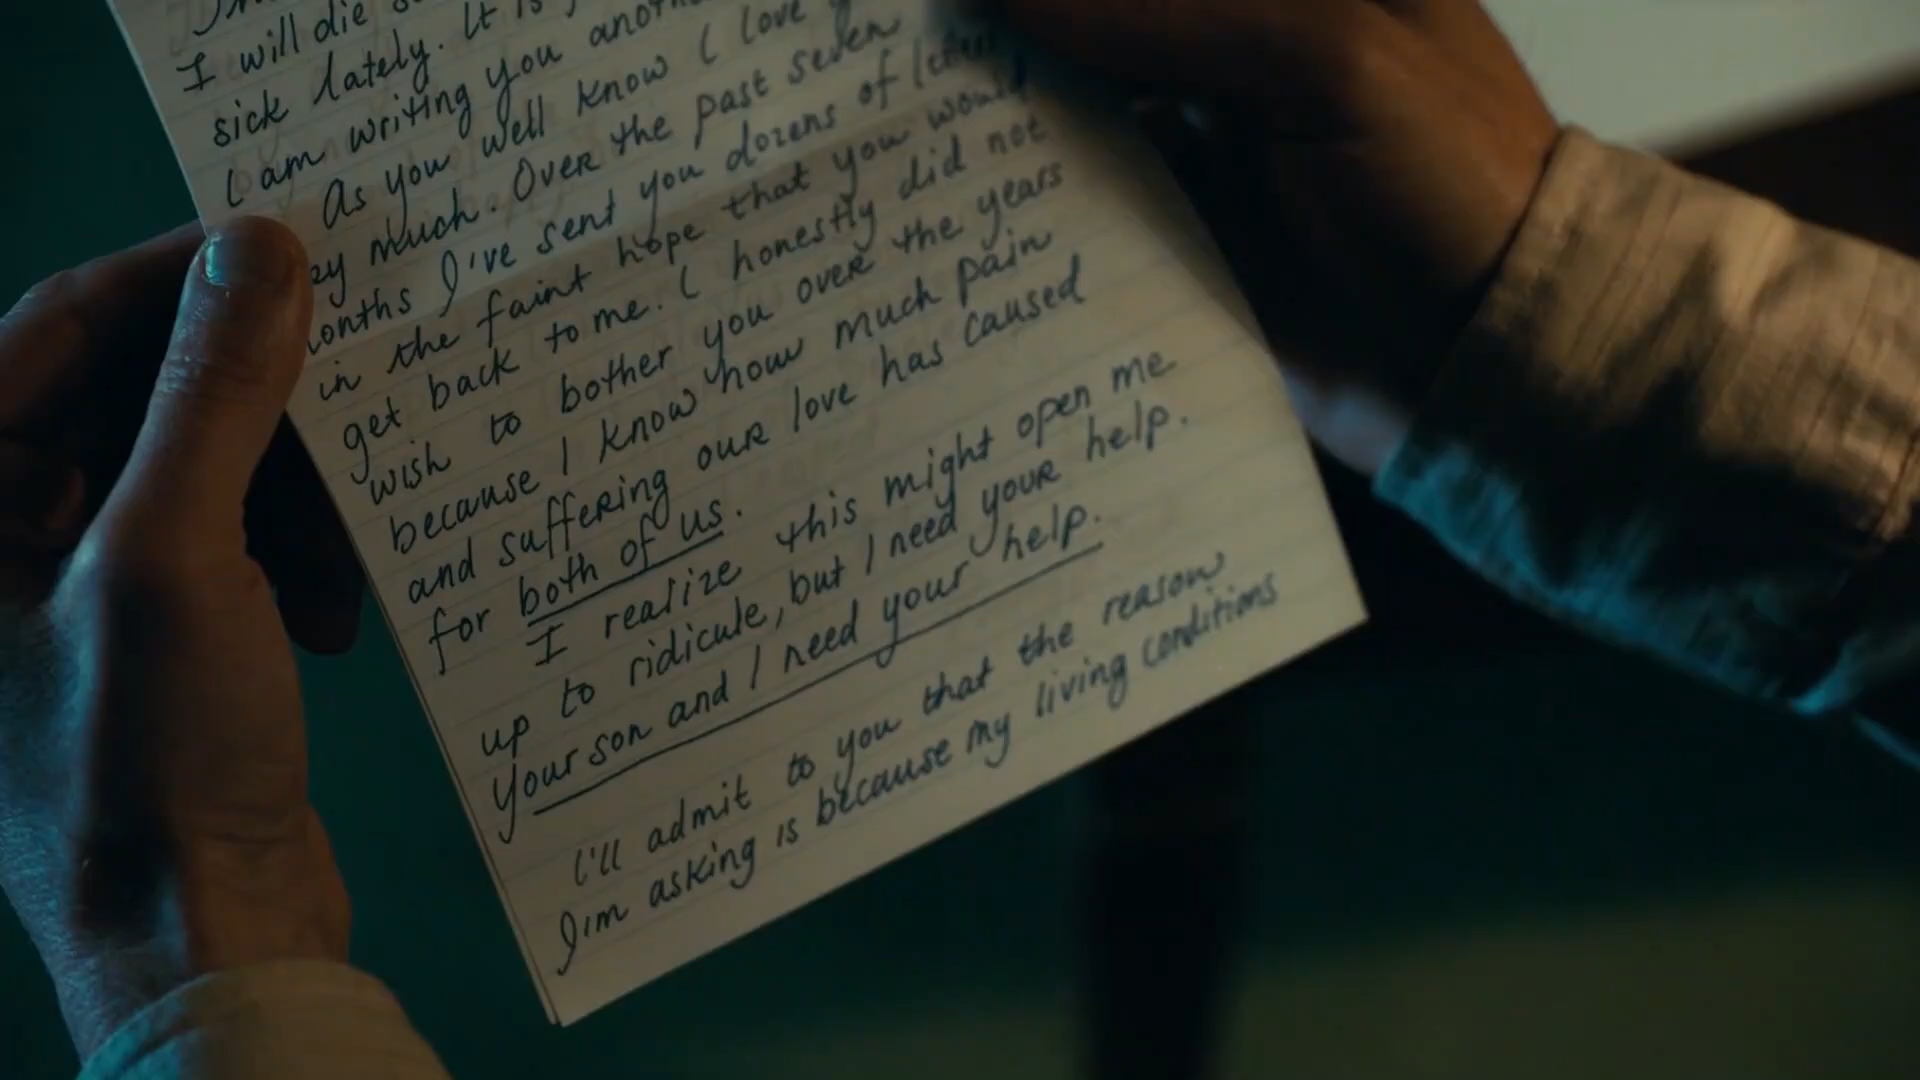 I will die
sick lately. It is
I am writing you another
As you well know I love
much. Over the past seven
months I've sent you dozens of letters
in the faint hope that you would
get back to me. I honestly did not
wish to bother you over the years
because I know how much pain
and suffering our love has caused
for both of us.
I realize this might open me
up to ridicule, but I need your help.
Your son and I need your help.
I'll admit to you that the reason
I'm asking is because my living conditions